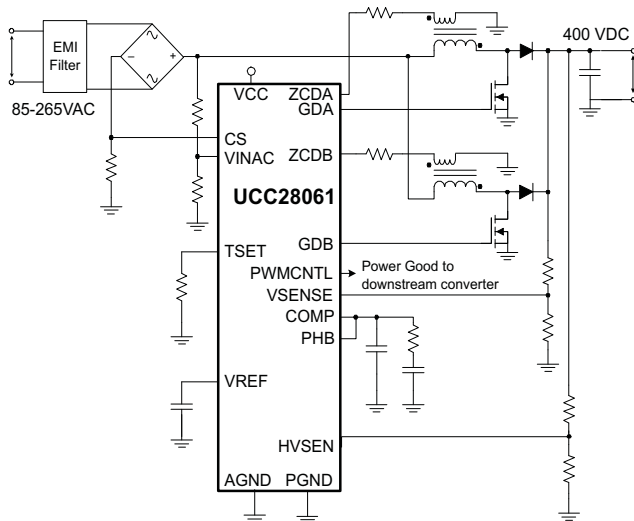 EMI
Filter
85-265VAC
400 VDC
VCC
ZCDA
GDA
CS
VINAC
ZCDB
UCC28061
TSET
GDB
PWMCNTL
Power Good to
downstream converter
VSENSE
COMP
PHB
VREF
HVSEN
AGND
PGND